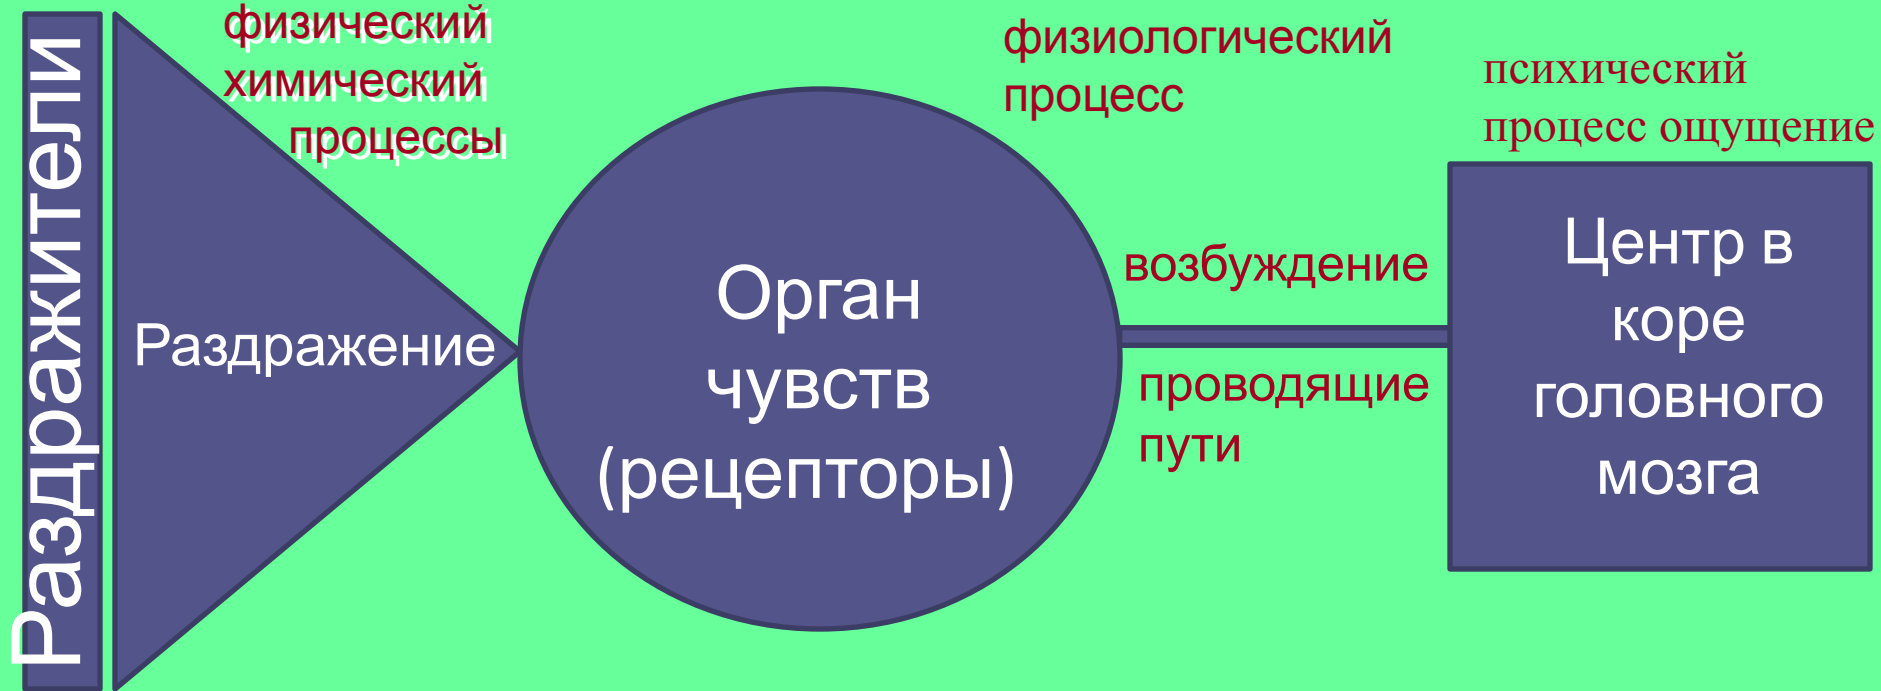 Раздражители
физический
химический
процессы
Раздражение
Орган
чувств
(рецепторы)
физиологический
процесс
возбуждение
проводящие
пути
психический
процесс ощущение
Центр в
коре
головного
мозга